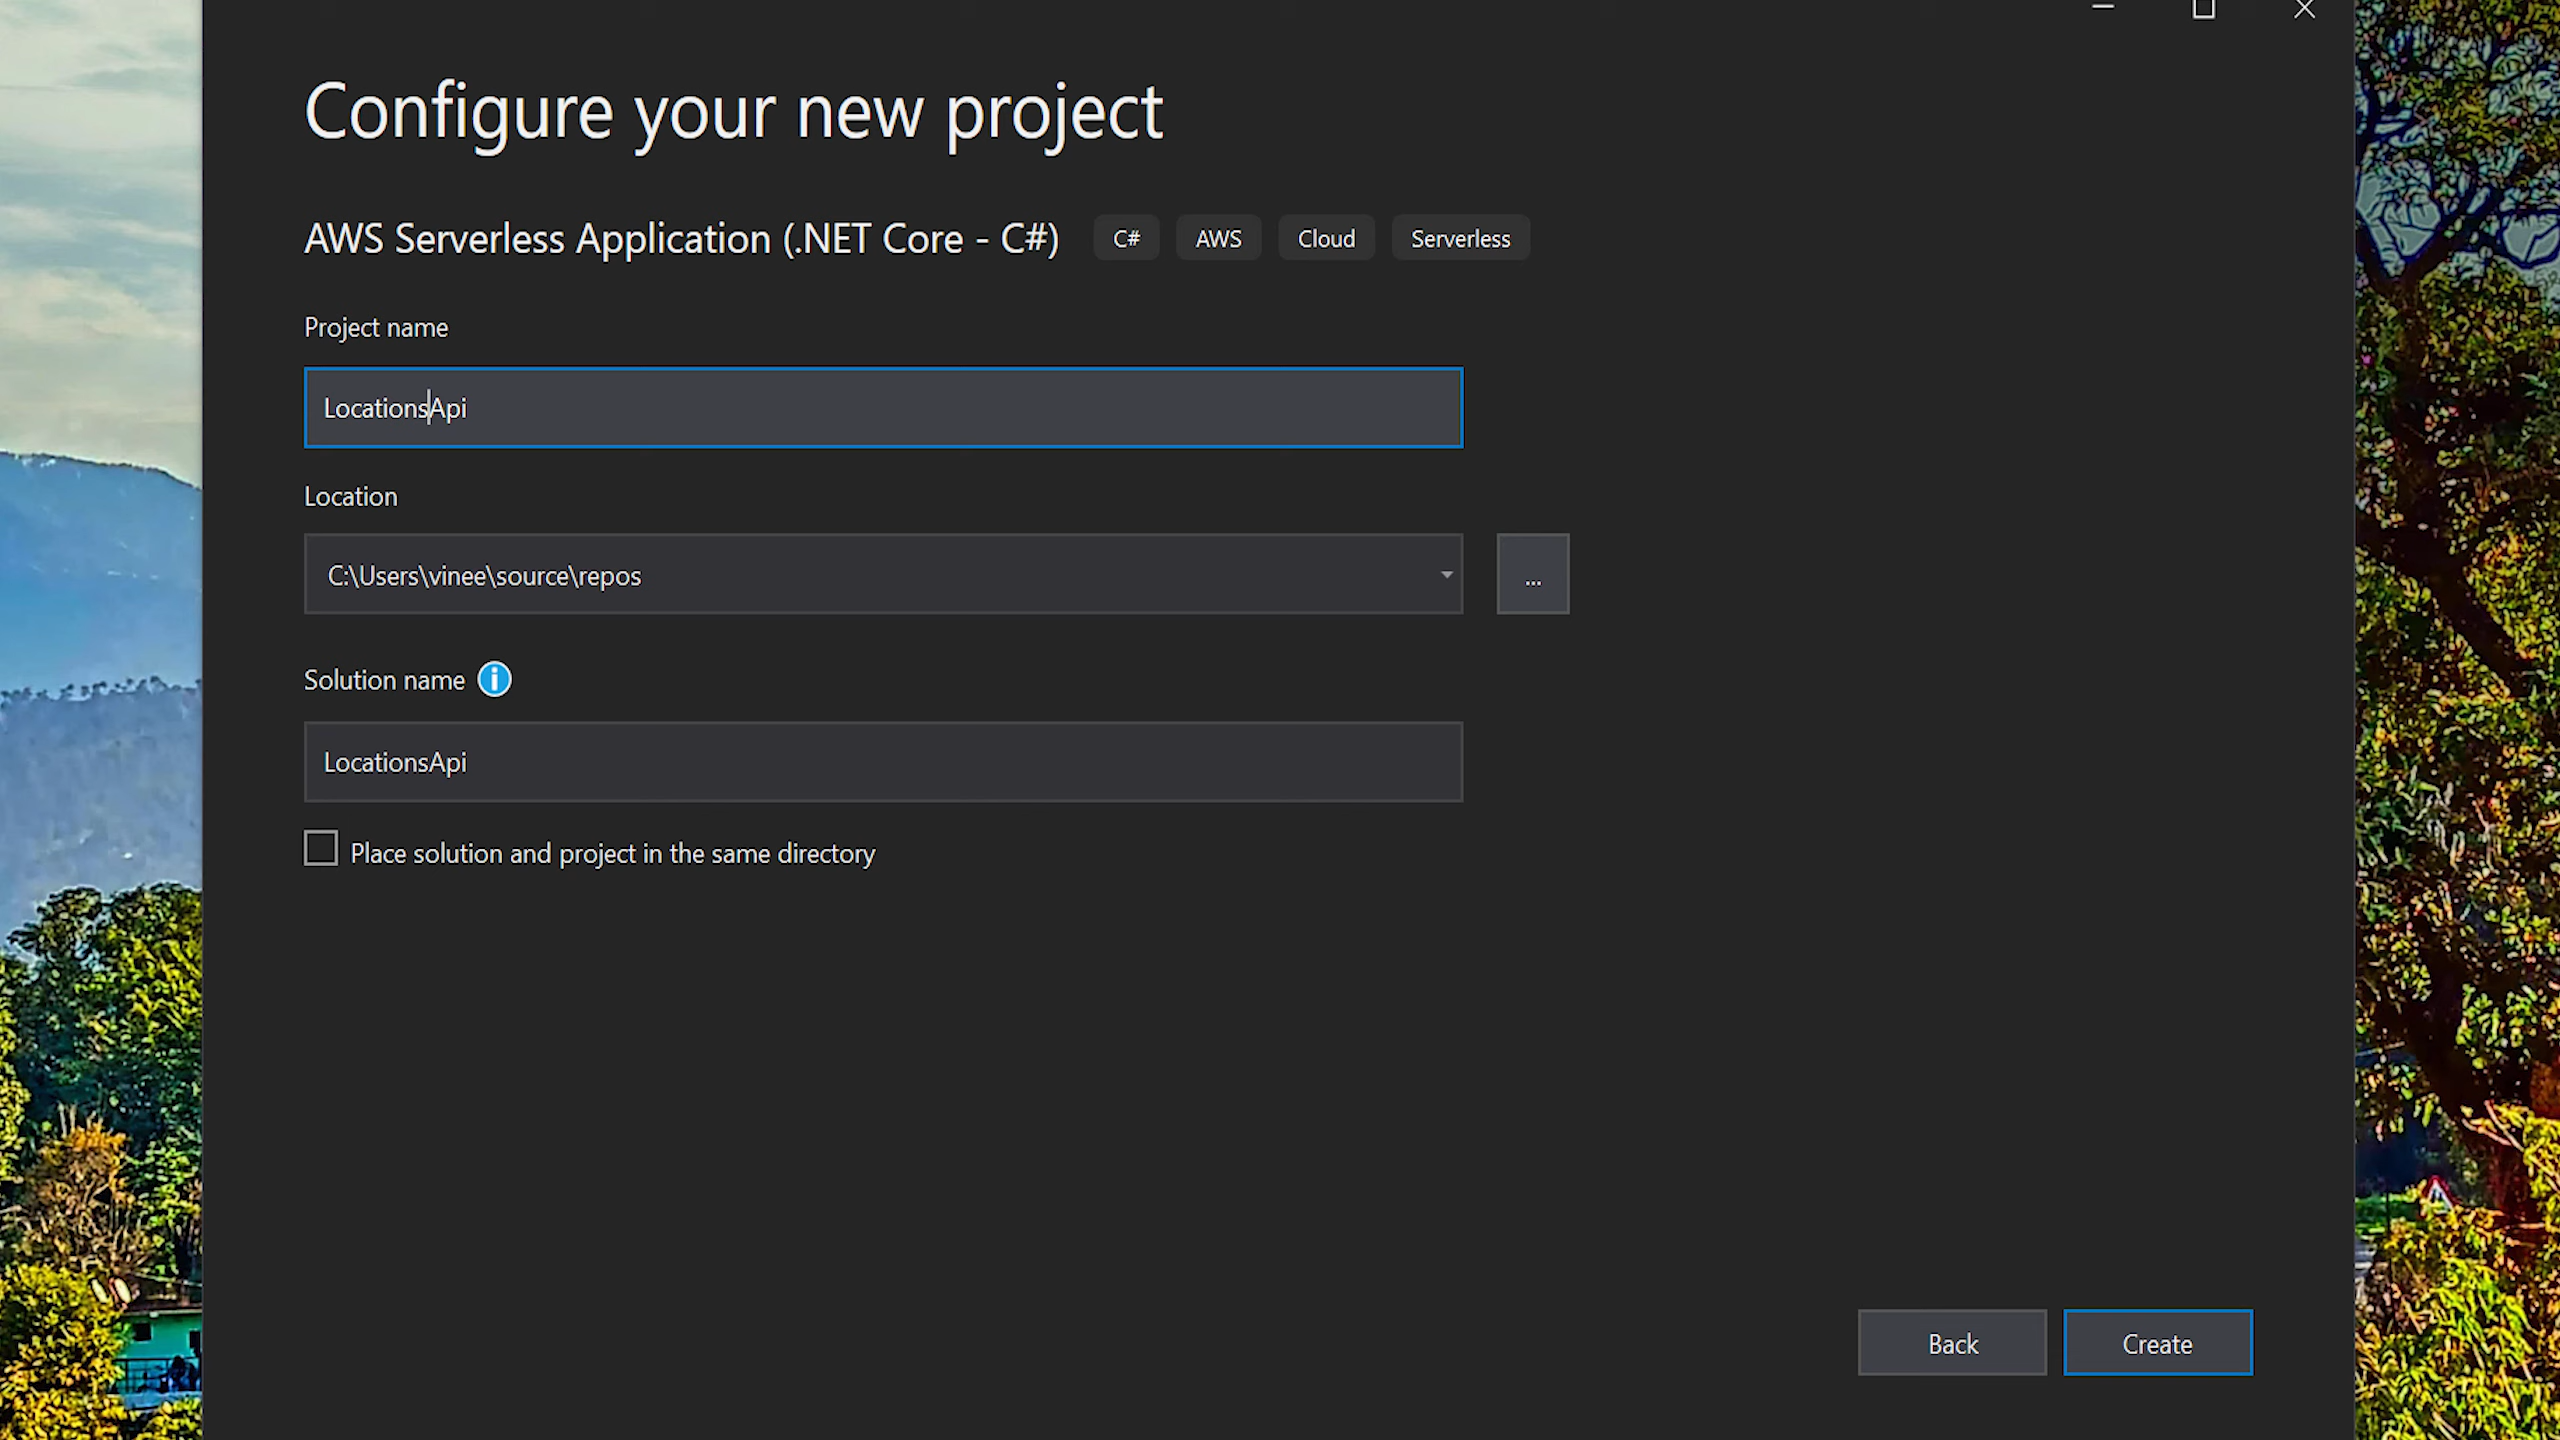 Configure your new project
AWS Serverless Application (.NET Core - C#) C# AWS Cloud Serverless
Project name
LocationsApi
Location
C:\Users\vinee\source\repos
...
Solution name
LocationsApi
Place solution and project in the same directory
Back Create